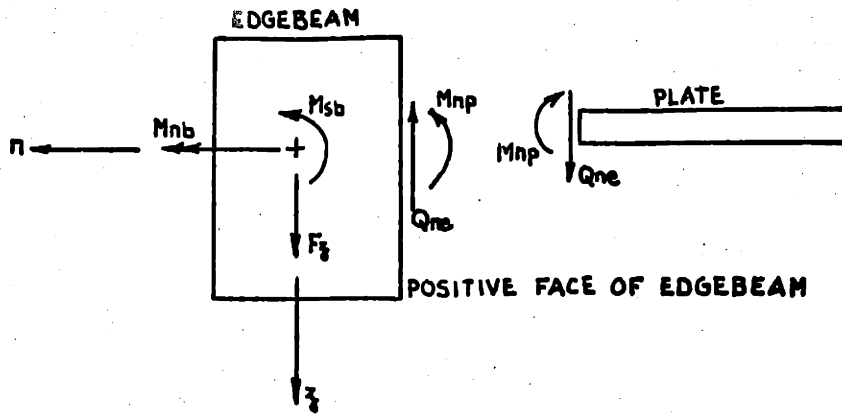 EDGEBEAM
Msb
Mnp
PLATE
Mnb
n
Mnp
Qne
Qne
Fz
POSITIVE FACE OF EDGEBEAM
z